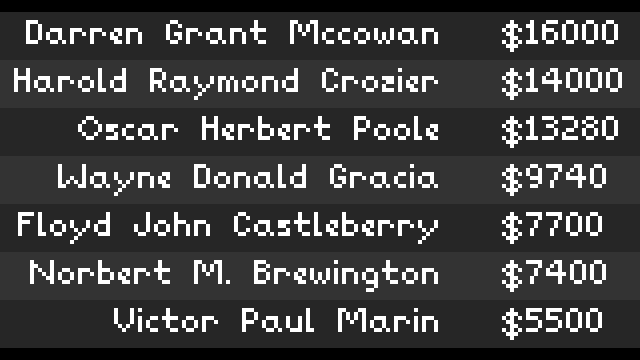 Darren Grant Mccowan $16000
Harold Raymond Crozier $14000
Oscar Herbert Poole $13280
Wayne Donald Gracia $9740
Floyd John Castleberry $7700
Norbert M. Brewington $7400
Victor Paul Marin $5500